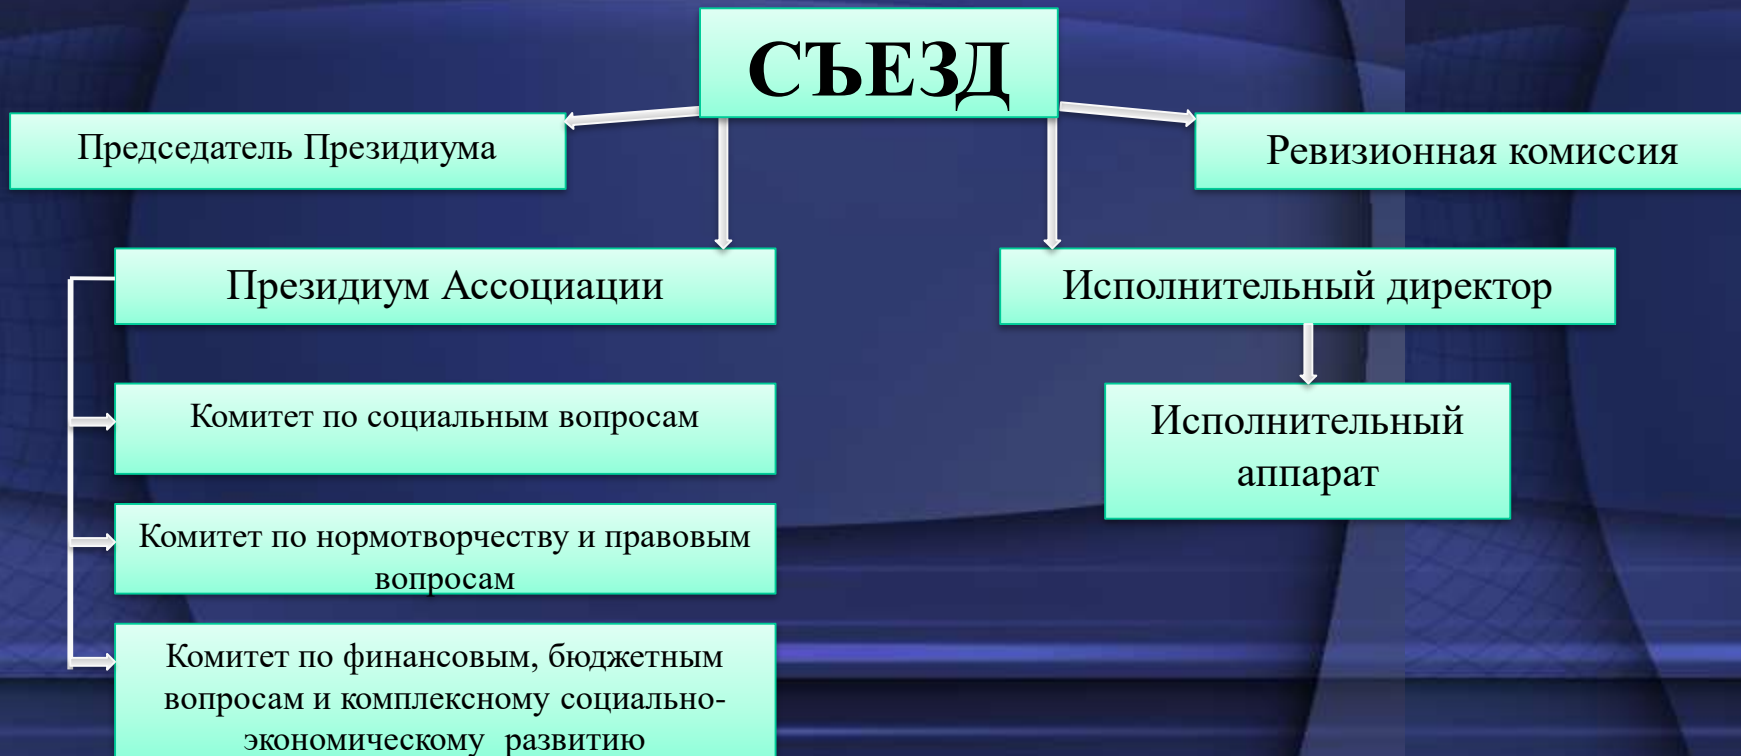 СЪЕЗД
Председатель Президиума
Ревизионная комиссия
Президиум Ассоциации
Исполнительный директор
Комитет по социальным вопросам
Исполнительный
аппарат
Комитет по нормотворчеству и правовым
вопросам
Комитет по финансовым, бюджетным
вопросам и комплексному социально-
экономическому развитию